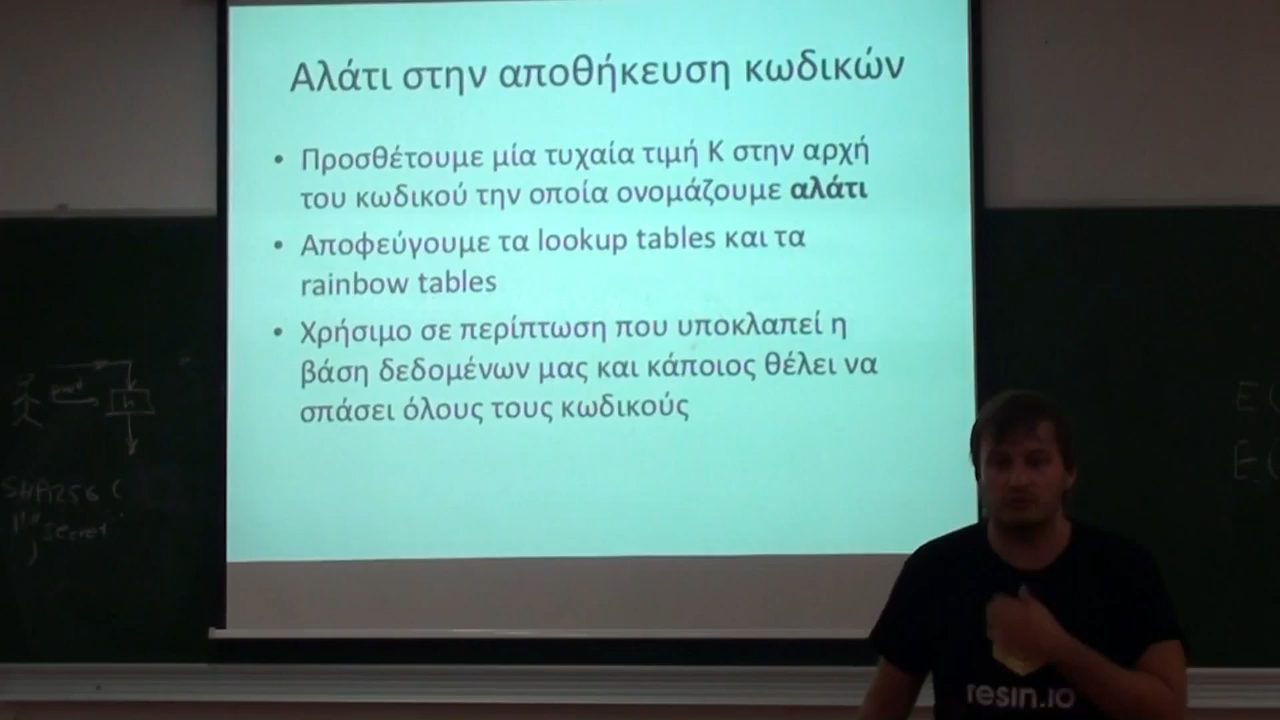 Αλάτι στην αποθήκευση κωδικών
• Προσθέτουμε μία τυχαία τιμή Κ στην αρχή
του κωδικού την οποία ονομάζουμε αλάτι
• Αποφεύγουμε τα lookup tables και τα
rainbow tables
• Χρήσιμο σε περίπτωση που υποκλαπεί η
βάση δεδομένων μας και κάποιος θέλει να
σπάσει όλους τους κωδικούς
h
SHA256 (
secret
)
E(
E(
resin.io